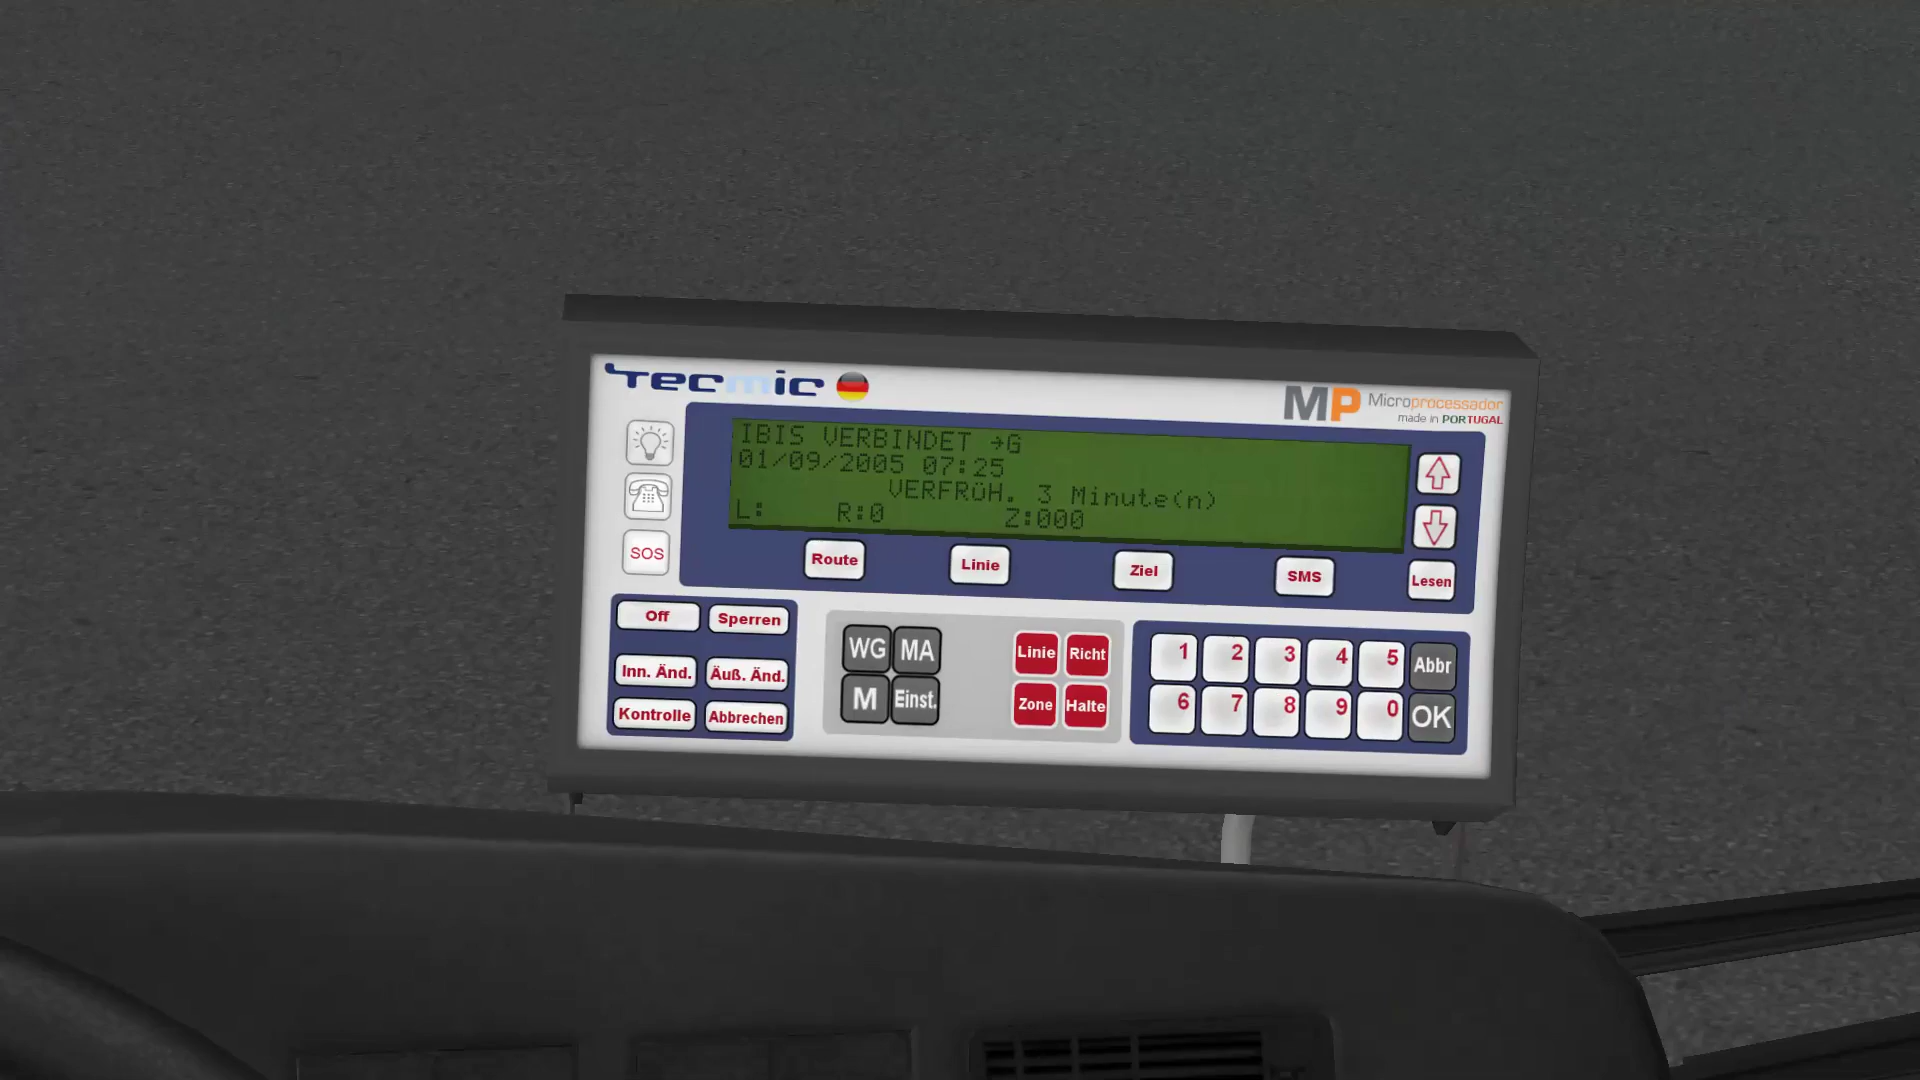 Tecmic
MP Microprocessador
made in PORTUGAL
IBIS VERBINDET →G
01/09/2005 07:25
VERFRÜH. 3 Minute(n)
L: R:0 Z:000
SOS
Route Linie Ziel SMS Lesen
Off Sperren
Inn. Änd. Äuß. Änd.
Kontrolle Abbrechen
WG MA
M Einst.
Linie Richt
Zone Halte
1 2 3 4 5 Abbr
6 7 8 9 0 OK